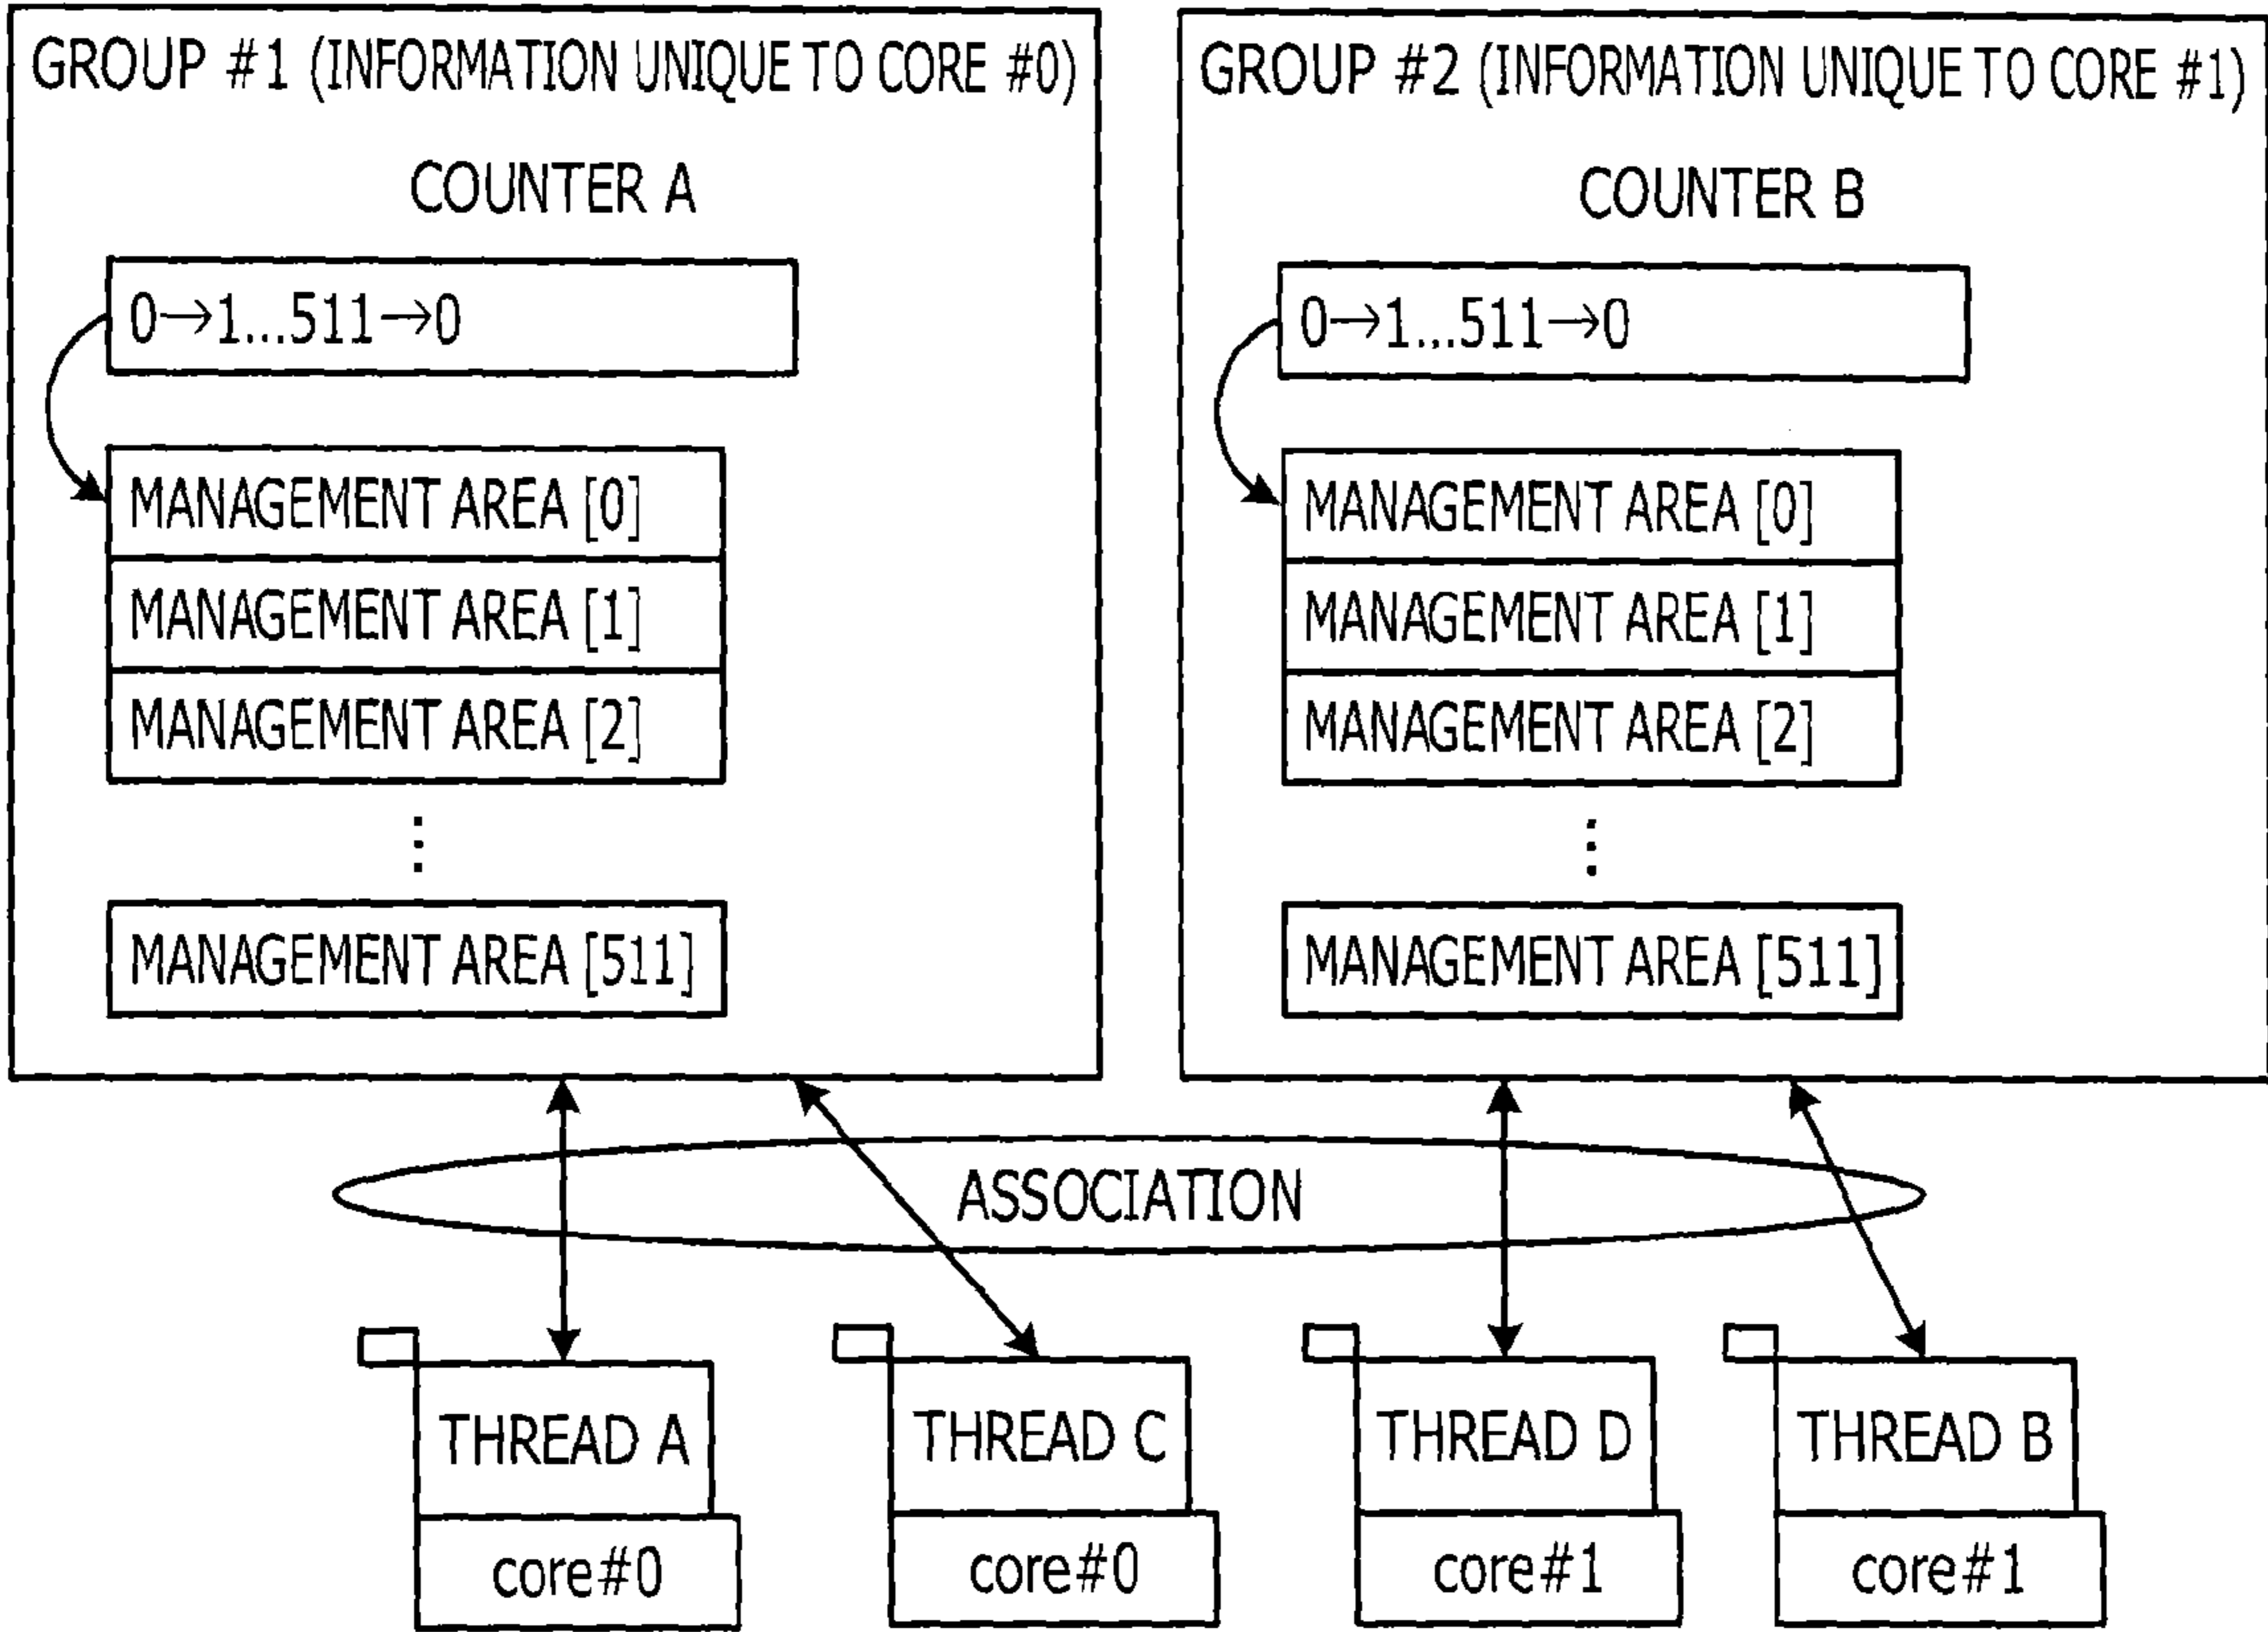 GROUP #1 (INFORMATION UNIQUE TO CORE #0)
COUNTER A
0→1...511→0
MANAGEMENT AREA [0]
MANAGEMENT AREA [1]
MANAGEMENT AREA [2]
⋮
MANAGEMENT AREA [511]
GROUP #2 (INFORMATION UNIQUE TO CORE #1)
COUNTER B
0→1...511→0
MANAGEMENT AREA [0]
MANAGEMENT AREA [1]
MANAGEMENT AREA [2]
⋮
MANAGEMENT AREA [511]
ASSOCIATION
THREAD A
core#0
THREAD C
core#0
THREAD D
core#1
THREAD B
core#1